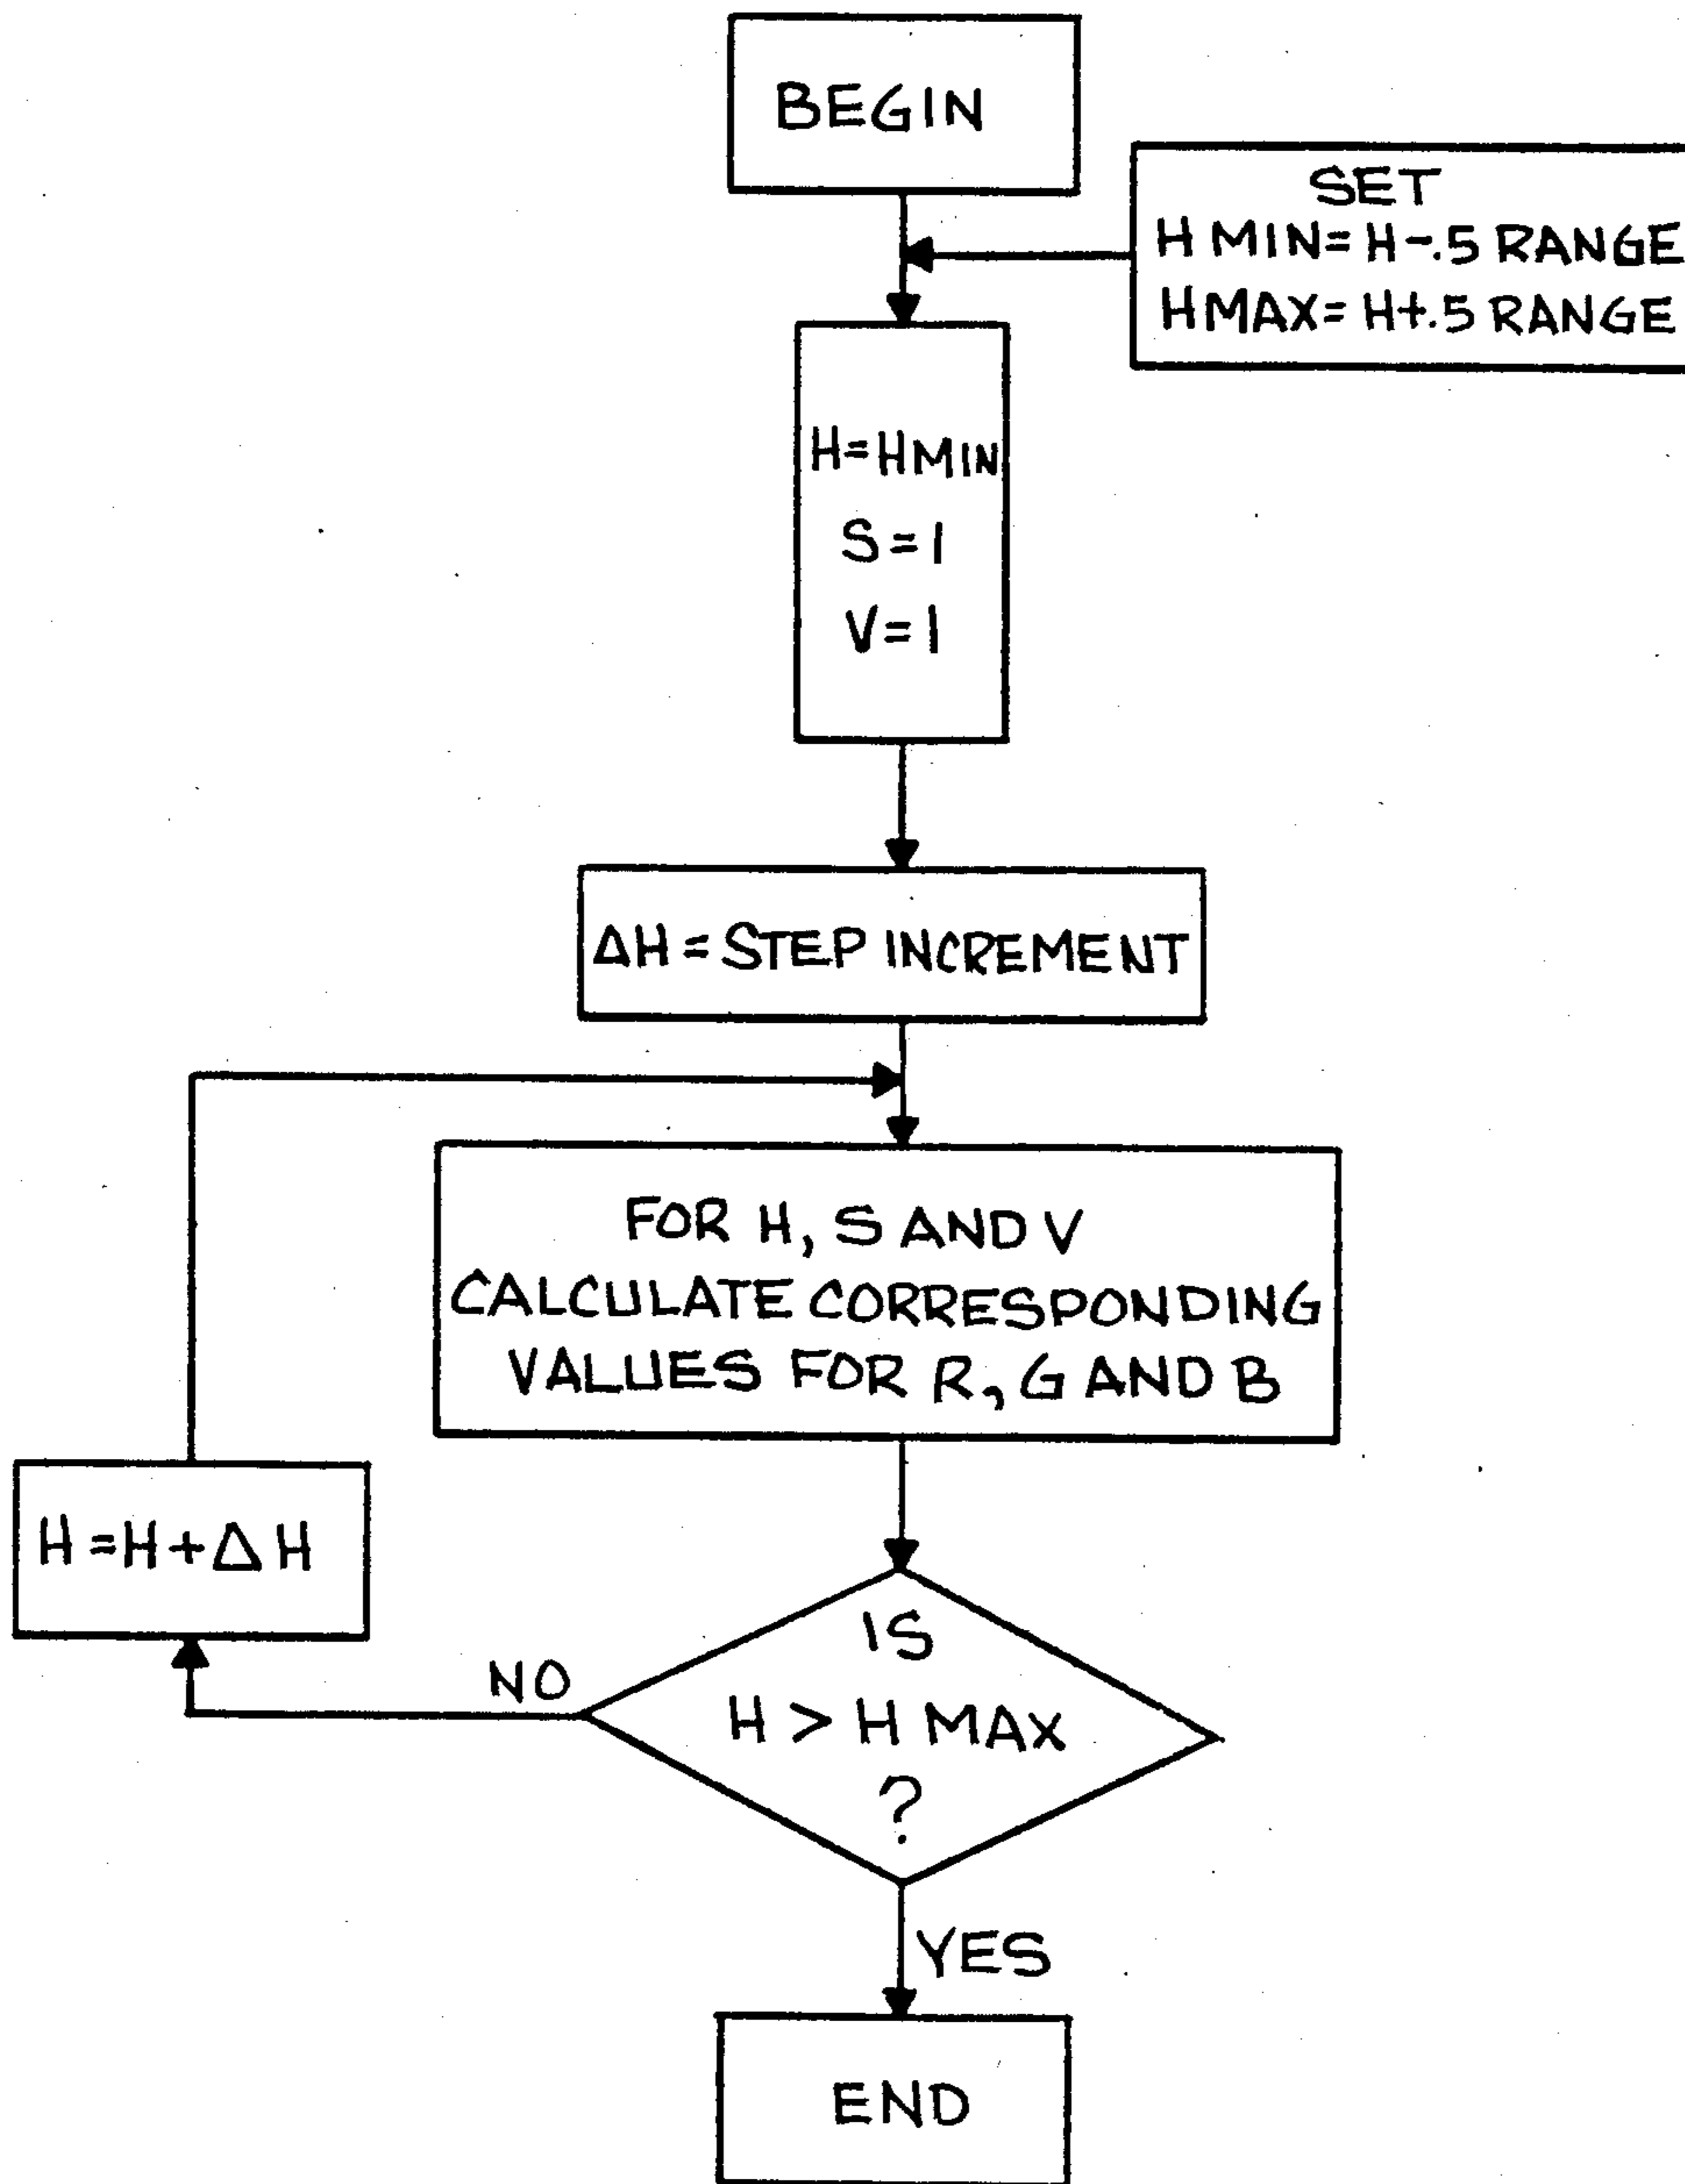 BEGIN
SET
H MIN= H-.5 RANGE
H MAX= H+.5 RANGE
H=HMIN
S=1
V=1
ΔH = STEP INCREMENT
FOR H, S AND V
CALCULATE CORRESPONDING
VALUES FOR R, G AND B
H=H+ΔH
NO
IS
H > H MAX
?
YES
END